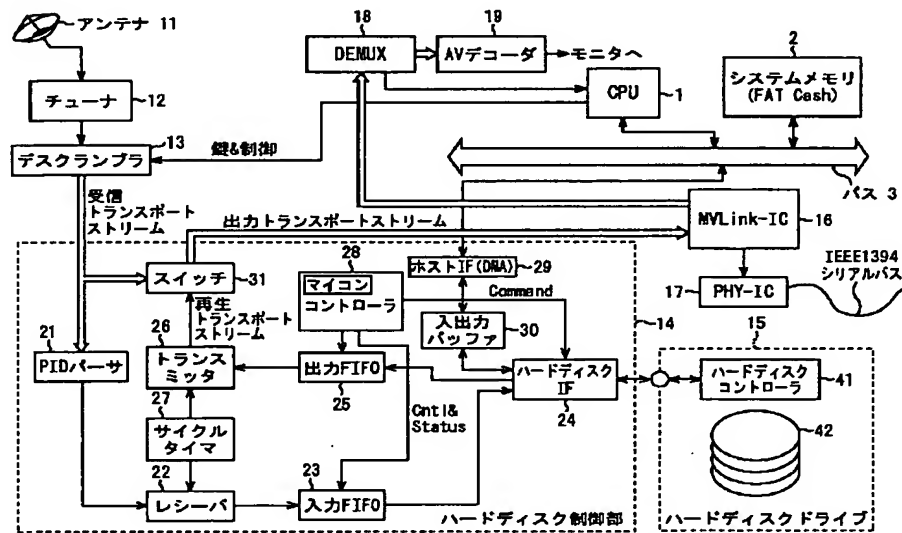 アンテナ 11
チューナ
12
デスクランブラ
13
鍵&制御
受信
トランスポート
ストリーム
出力トランスポートストリーム
18
DEMUX
19
AVデコーダ
モニタへ
CPU
1
2
システムメモリ
(FAT Cash)
バス 3
MVLink-IC
16
17
PHY-IC
IEEE1394
シリアルバス
スイッチ
31
28
マイコン
コントローラ
ホストIF(DMA)
29
Command
入出力
バッファ
30
14
15
21
PIDパーサ
再生
トランスポート
ストリーム
26
トランス
ミッタ
出力FIFO
25
ハードディスク
IF
24
ハードディスク
コントローラ
41
42
27
サイクル
タイマ
Cntl&
Status
22
レシーバ
23
入力FIFO
ハードディスク制御部
ハードディスクドライブ